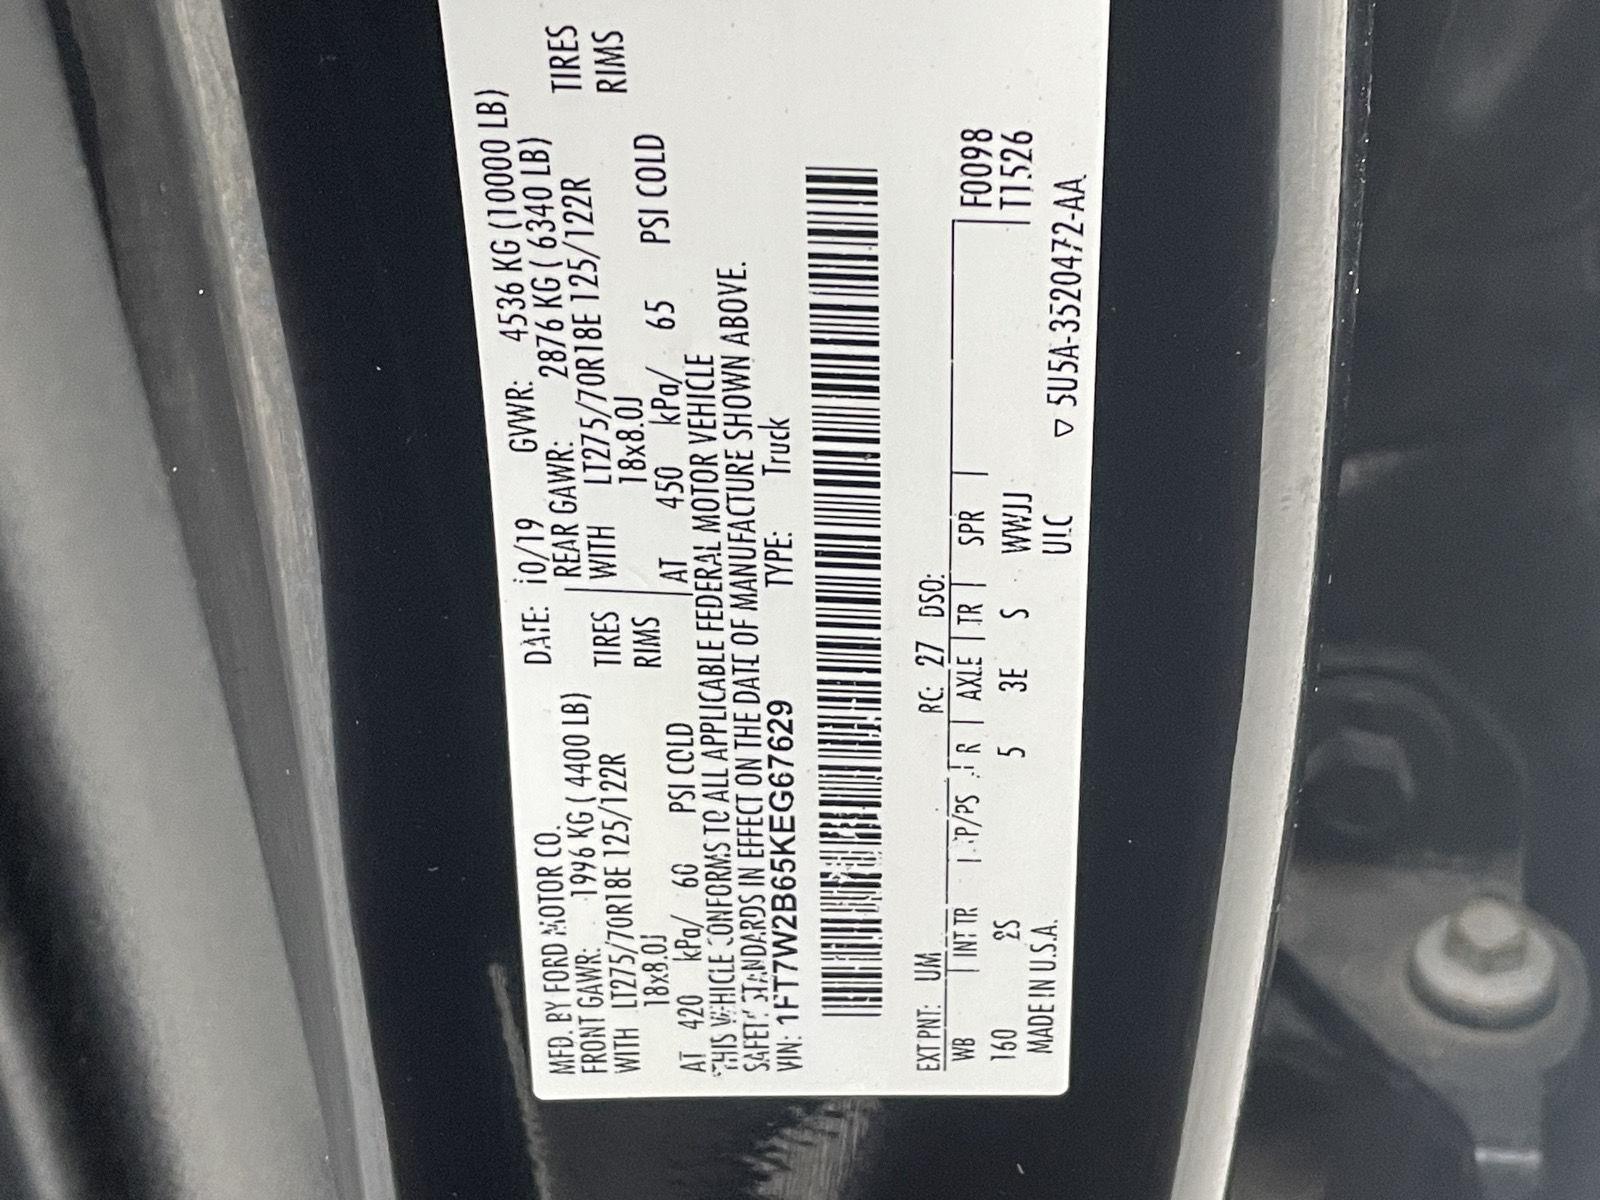 MFD. BY FORD MOTOR CO.
DATE: 10/19 GVWR: 4536 KG (10000 LB)
FRONT GAWR: 1996 KG ( 4400 LB) REAR GAWR: 2876 KG ( 6340 LB)
WITH LT275/70R18E 125/122R TIRES WITH LT275/70R18E 125/122R TIRES
18x8.0J RIMS 18x8.0J RIMS
AT 420 kPa/ 60 PSI COLD AT 450 kPa/ 65 PSI COLD
THIS VEHICLE CONFORMS TO ALL APPLICABLE FEDERAL MOTOR VEHICLE
SAFETY STANDARDS IN EFFECT ON THE DATE OF MANUFACTURE SHOWN ABOVE.
VIN: 1FT7W2B65KEG67629 TYPE: Truck
EXT PNT: UM RC: 27 DSO:
WB INT TR TP/PS R AXLE TR SPR F0098
160 2S 5 3E S WWJJ T1526
MADE IN U.S.A. UIC ▽ 5U5A-3520472-AA